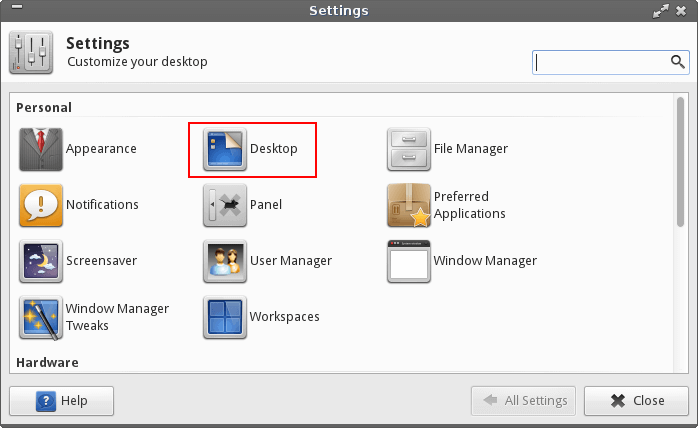 Settings
Settings
Customize your desktop
Personal
Appearance
Desktop
File Manager
Notifications
Panel
Preferred
Applications
Screensaver
User Manager
Window Manager
Window Manager
Tweaks
Workspaces
Hardware
Help
All Settings
Close